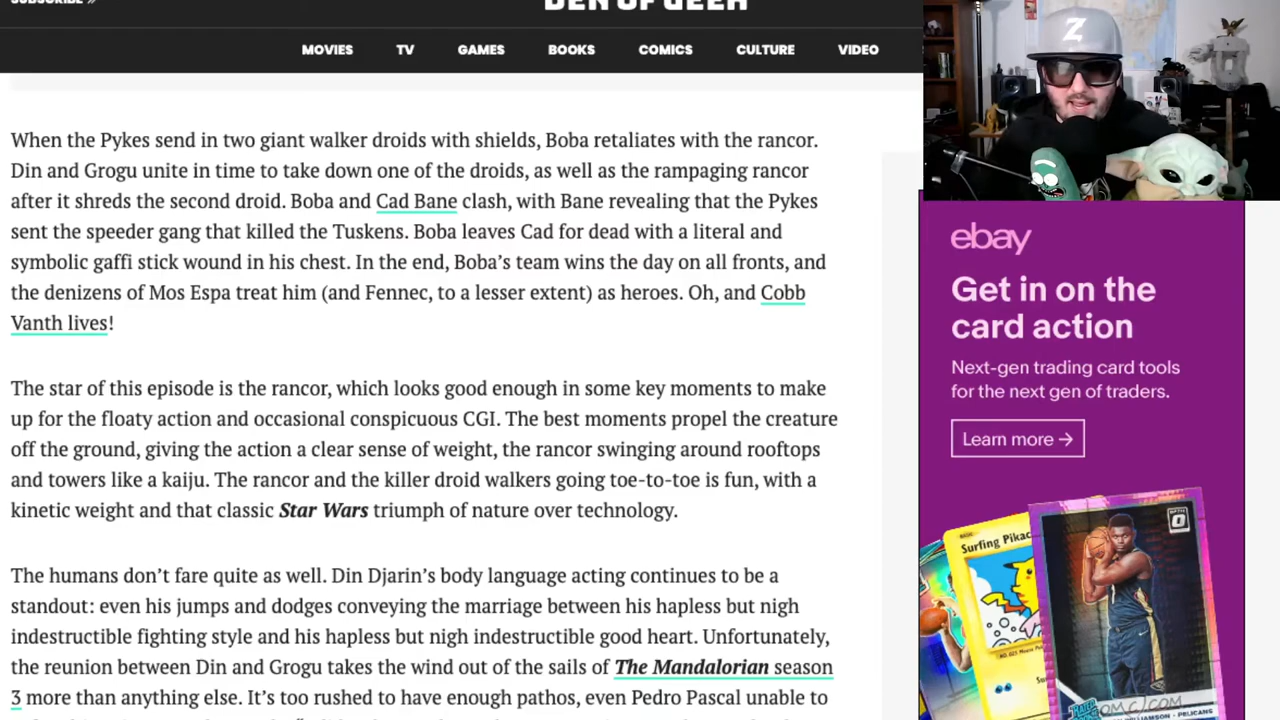 SUBSCRIBE »
DEN OF GEEK
MOVIES TV GAMES BOOKS COMICS CULTURE VIDEO
Z
When the Pykes send in two giant walker droids with shields, Boba retaliates with the rancor.
Din and Grogu unite in time to take down one of the droids, as well as the rampaging rancor
after it shreds the second droid. Boba and Cad Bane clash, with Bane revealing that the Pykes
sent the speeder gang that killed the Tuskens. Boba leaves Cad for dead with a literal and
symbolic gaffi stick wound in his chest. In the end, Boba’s team wins the day on all fronts, and
the denizens of Mos Espa treat him (and Fennec, to a lesser extent) as heroes. Oh, and Cobb
Vanth lives!
The star of this episode is the rancor, which looks good enough in some key moments to make
up for the floaty action and occasional conspicuous CGI. The best moments propel the creature
off the ground, giving the action a clear sense of weight, the rancor swinging around rooftops
and towers like a kaiju. The rancor and the killer droid walkers going toe-to-toe is fun, with a
kinetic weight and that classic Star Wars triumph of nature over technology.
The humans don’t fare quite as well. Din Djarin’s body language acting continues to be a
standout: even his jumps and dodges conveying the marriage between his hapless but nigh
indestructible fighting style and his hapless but nigh indestructible good heart. Unfortunately,
the reunion between Din and Grogu takes the wind out of the sails of The Mandalorian season
3 more than anything else. It’s too rushed to have enough pathos, even Pedro Pascal unable to
ebay
Get in on the
card action
Next-gen trading card tools
for the next gen of traders.
Learn more →
Surfing
PELICANS